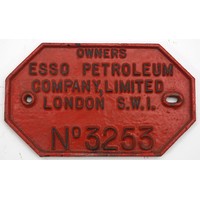 OWNERS
ESSO PETROLEUM
COMPANY, LIMITED
LONDON S.W.1.
No 3253